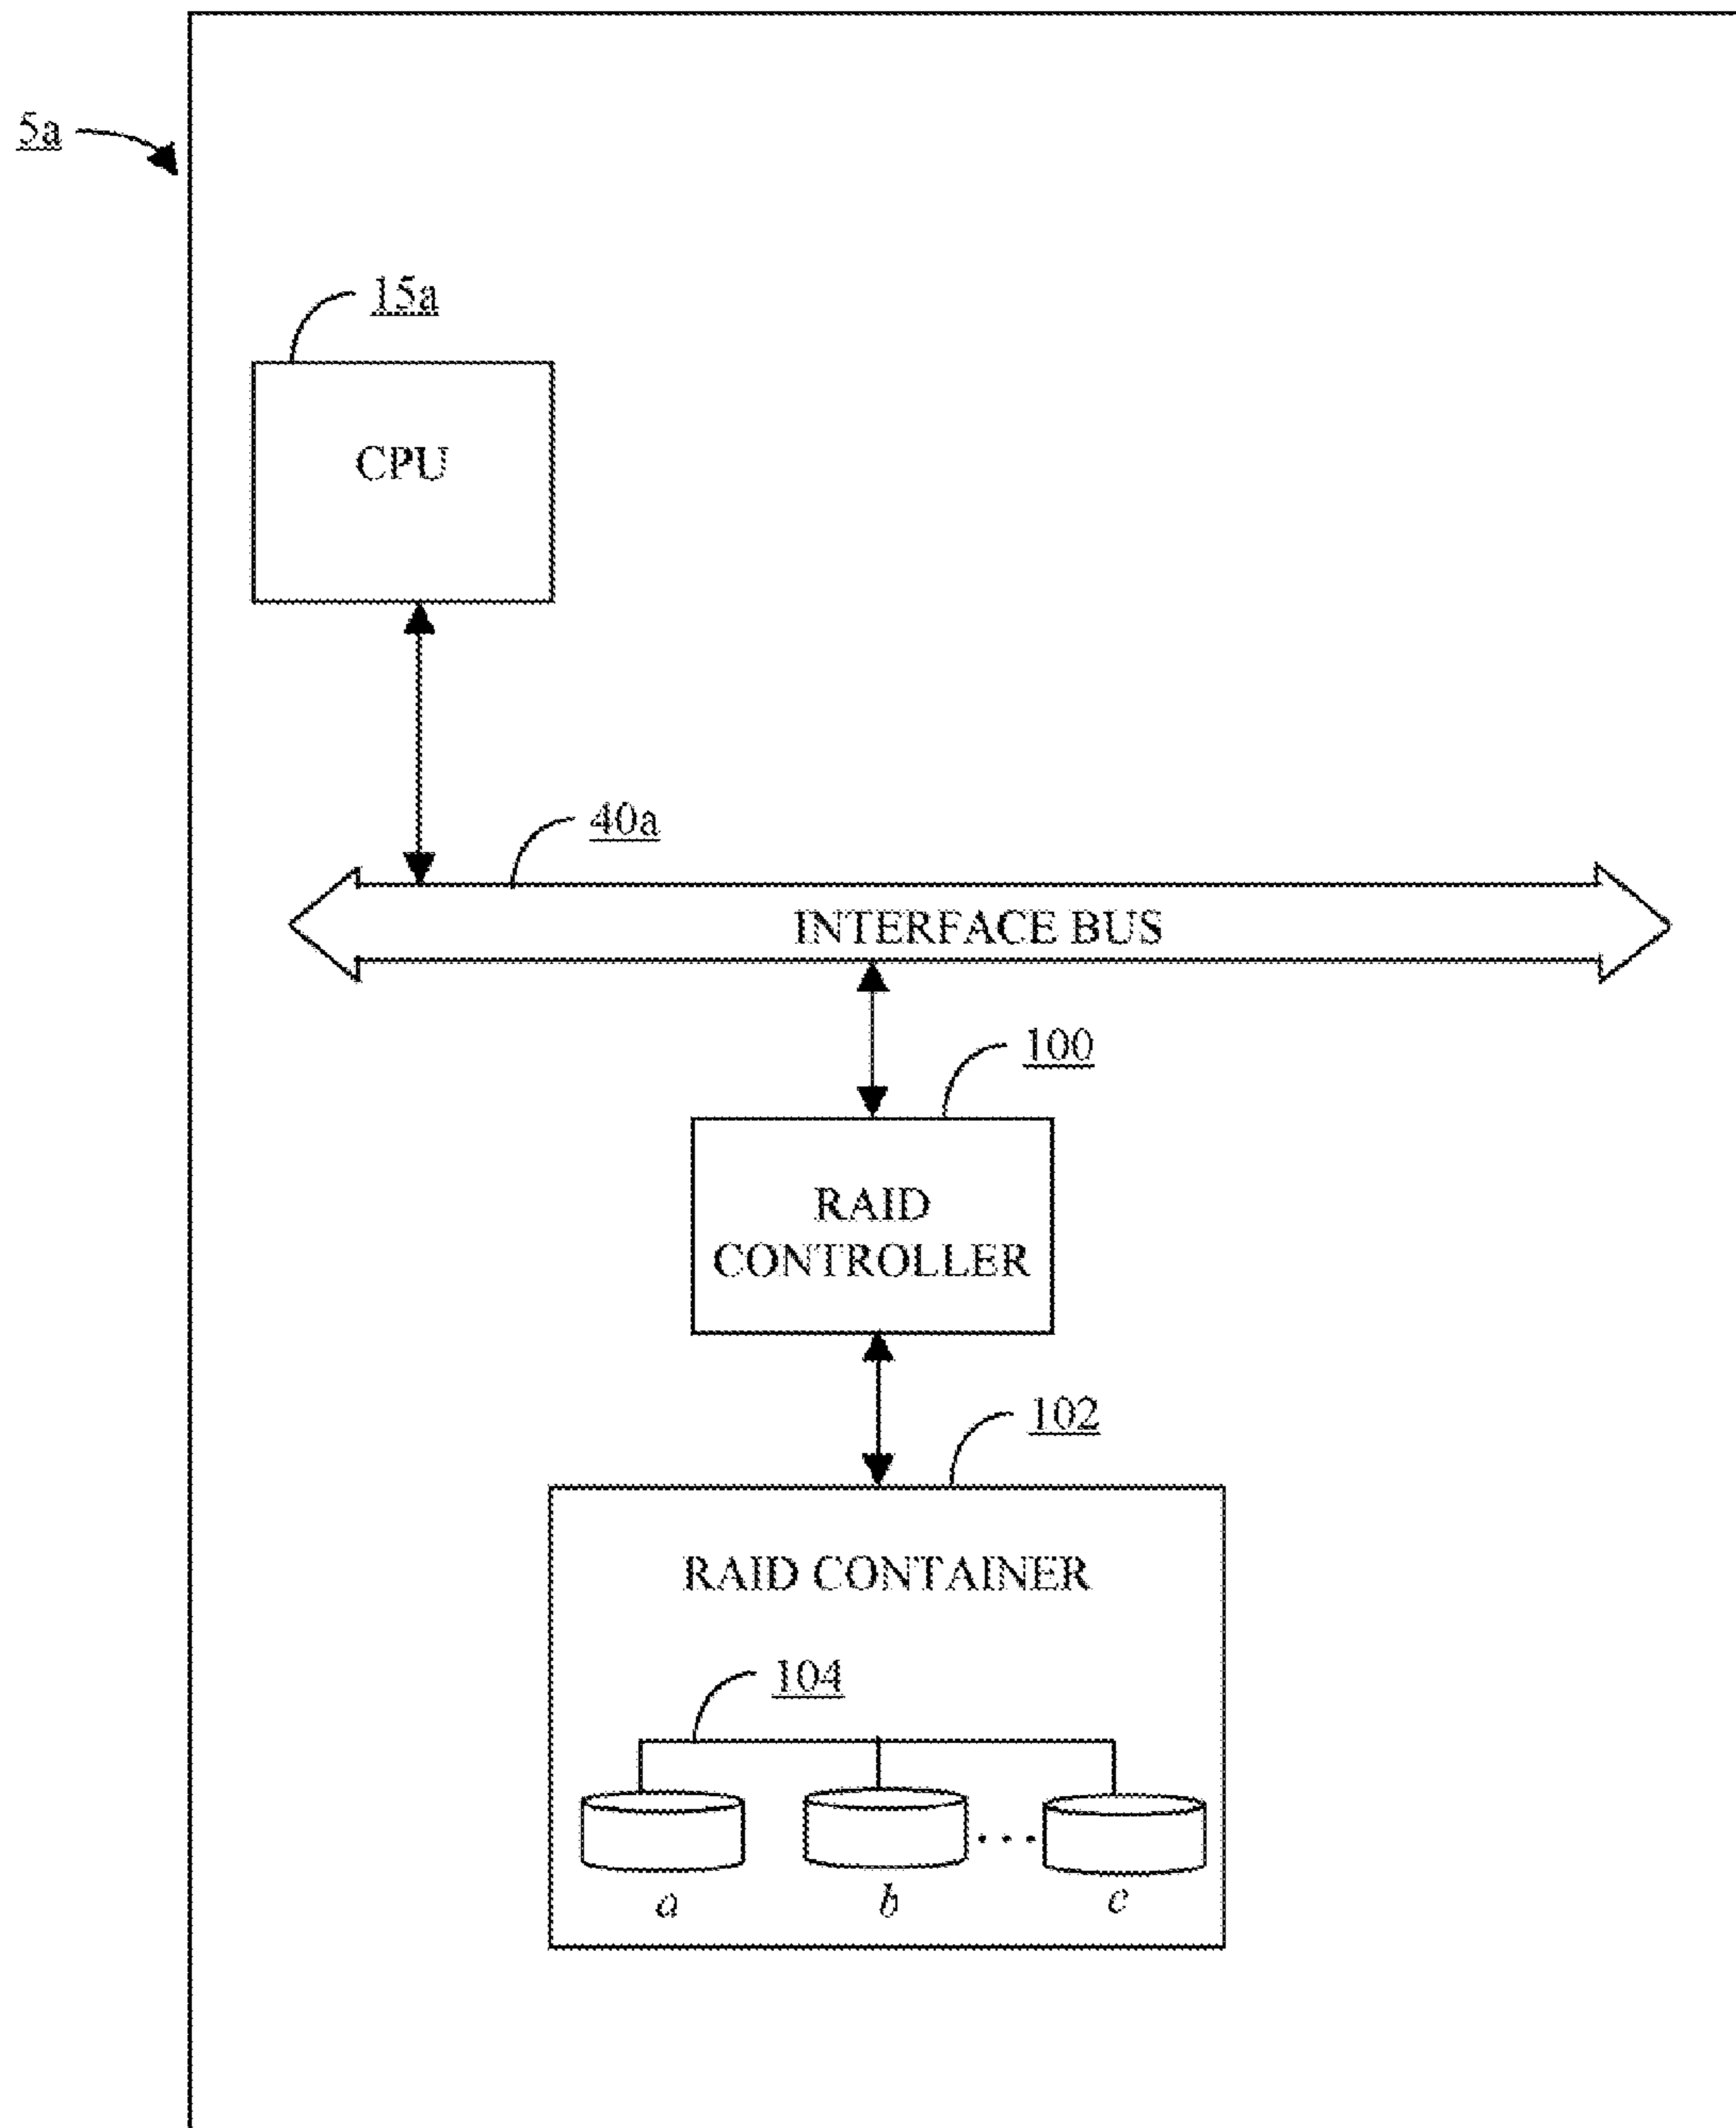 5a
15a
CPU
40a
INTERFACE BUS
100
RAID
CONTROLLER
102
RAID CONTAINER
104
...
a b c